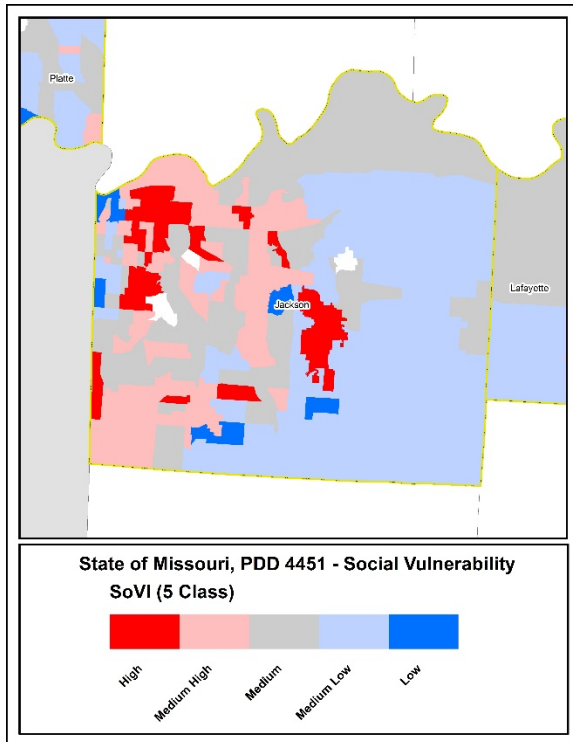 Platte
Lafayette
Jackson
State of Missouri, PDD 4451 - Social Vulnerability
SoVI (5 Class)
High
Medium High
Medium
Medium Low
Low